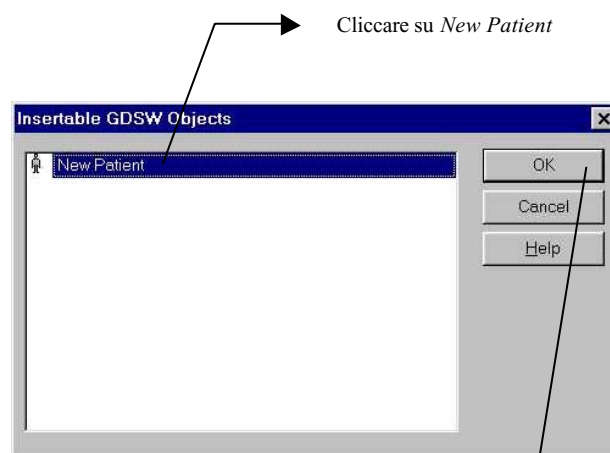 Cliccare su New Patient
Insertable GDSW Objects
New Patient
OK
Cancel
Help